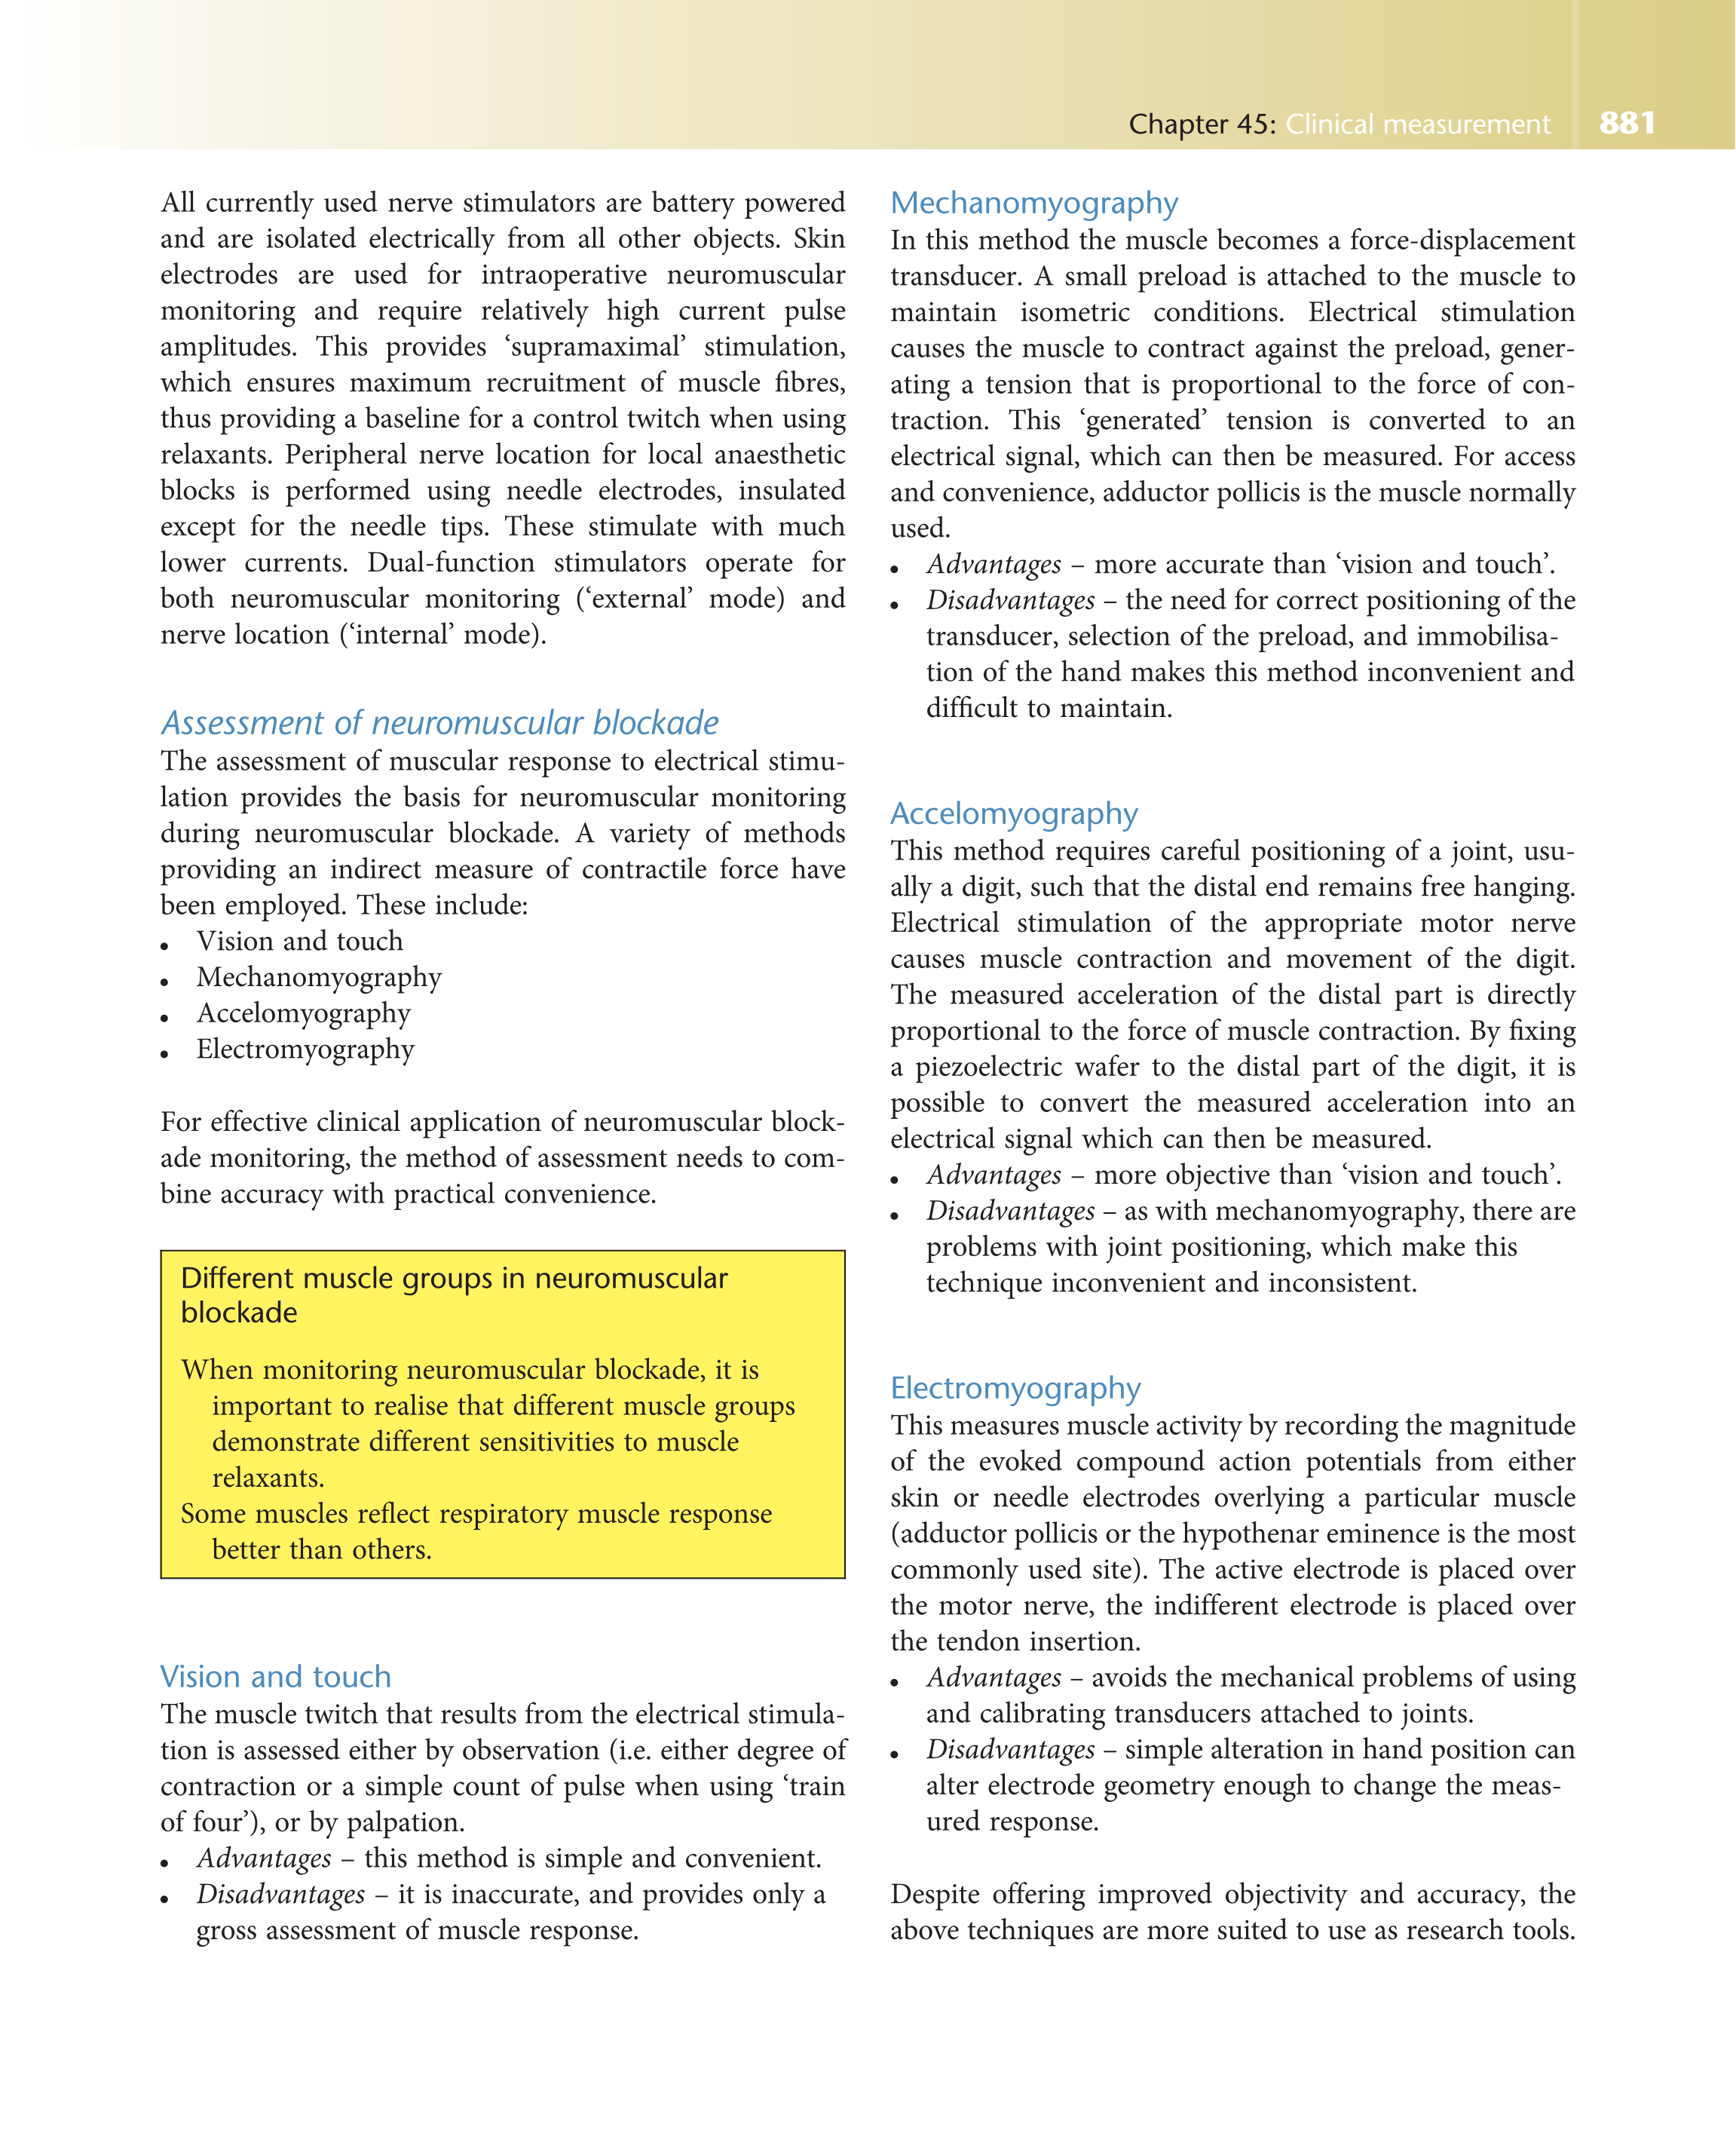 Chapter 45: Clinical measurement 881
All currently used nerve stimulators are battery powered
and are isolated electrically from all other objects. Skin
electrodes are used for intraoperative neuromuscular
monitoring and require relatively high current pulse
amplitudes. This provides ‘supramaximal’ stimulation,
which ensures maximum recruitment of muscle fibres,
thus providing a baseline for a control twitch when using
relaxants. Peripheral nerve location for local anaesthetic
blocks is performed using needle electrodes, insulated
except for the needle tips. These stimulate with much
lower currents. Dual-function stimulators operate for
both neuromuscular monitoring (‘external’ mode) and
nerve location (‘internal’ mode).
Assessment of neuromuscular blockade
The assessment of muscular response to electrical stimu-
lation provides the basis for neuromuscular monitoring
during neuromuscular blockade. A variety of methods
providing an indirect measure of contractile force have
been employed. These include:
• Vision and touch
• Mechanomyography
• Accelomyography
• Electromyography
For effective clinical application of neuromuscular block-
ade monitoring, the method of assessment needs to com-
bine accuracy with practical convenience.
Different muscle groups in neuromuscular
blockade
When monitoring neuromuscular blockade, it is
important to realise that different muscle groups
demonstrate different sensitivities to muscle
relaxants.
Some muscles reflect respiratory muscle response
better than others.
Vision and touch
The muscle twitch that results from the electrical stimula-
tion is assessed either by observation (i.e. either degree of
contraction or a simple count of pulse when using ‘train
of four’), or by palpation.
• Advantages – this method is simple and convenient.
• Disadvantages – it is inaccurate, and provides only a
gross assessment of muscle response.
Mechanomyography
In this method the muscle becomes a force-displacement
transducer. A small preload is attached to the muscle to
maintain isometric conditions. Electrical stimulation
causes the muscle to contract against the preload, gener-
ating a tension that is proportional to the force of con-
traction. This ‘generated’ tension is converted to an
electrical signal, which can then be measured. For access
and convenience, adductor pollicis is the muscle normally
used.
• Advantages – more accurate than ‘vision and touch’.
• Disadvantages – the need for correct positioning of the
transducer, selection of the preload, and immobilisa-
tion of the hand makes this method inconvenient and
difficult to maintain.
Accelomyography
This method requires careful positioning of a joint, usu-
ally a digit, such that the distal end remains free hanging.
Electrical stimulation of the appropriate motor nerve
causes muscle contraction and movement of the digit.
The measured acceleration of the distal part is directly
proportional to the force of muscle contraction. By fixing
a piezoelectric wafer to the distal part of the digit, it is
possible to convert the measured acceleration into an
electrical signal which can then be measured.
• Advantages – more objective than ‘vision and touch’.
• Disadvantages – as with mechanomyography, there are
problems with joint positioning, which make this
technique inconvenient and inconsistent.
Electromyography
This measures muscle activity by recording the magnitude
of the evoked compound action potentials from either
skin or needle electrodes overlying a particular muscle
(adductor pollicis or the hypothenar eminence is the most
commonly used site). The active electrode is placed over
the motor nerve, the indifferent electrode is placed over
the tendon insertion.
• Advantages – avoids the mechanical problems of using
and calibrating transducers attached to joints.
• Disadvantages – simple alteration in hand position can
alter electrode geometry enough to change the meas-
ured response.
Despite offering improved objectivity and accuracy, the
above techniques are more suited to use as research tools.